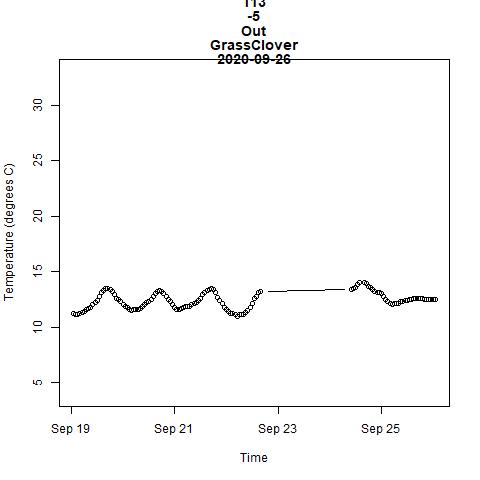 T13
-5
Out
GrassClover
2020-09-26
Temperature (degrees C)
30
25
20
15
10
5
Sep 19
Sep 21
Sep 23
Sep 25
Time